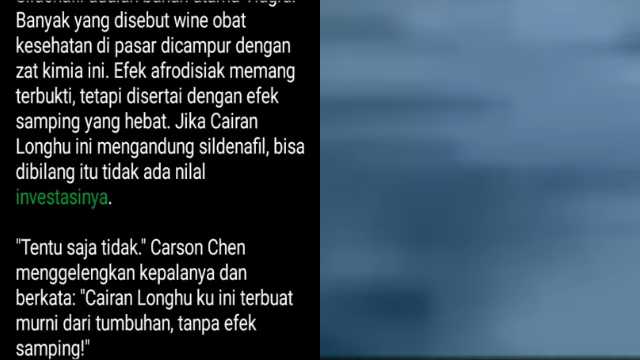 Banyak yang disebut wine obat
kesehatan di pasar dicampur dengan
zat kimia ini. Efek afrodisiak memang
terbukti, tetapi disertai dengan efek
samping yang hebat. Jika Cairan
Longhu ini mengandung sildenafil, bisa
dibilang itu tidak ada nilal
investasinya.
"Tentu saja tidak." Carson Chen
menggelengkan kepalanya dan
berkata: "Cairan Longhu ku ini terbuat
murni dari tumbuhan, tanpa efek
samping!"